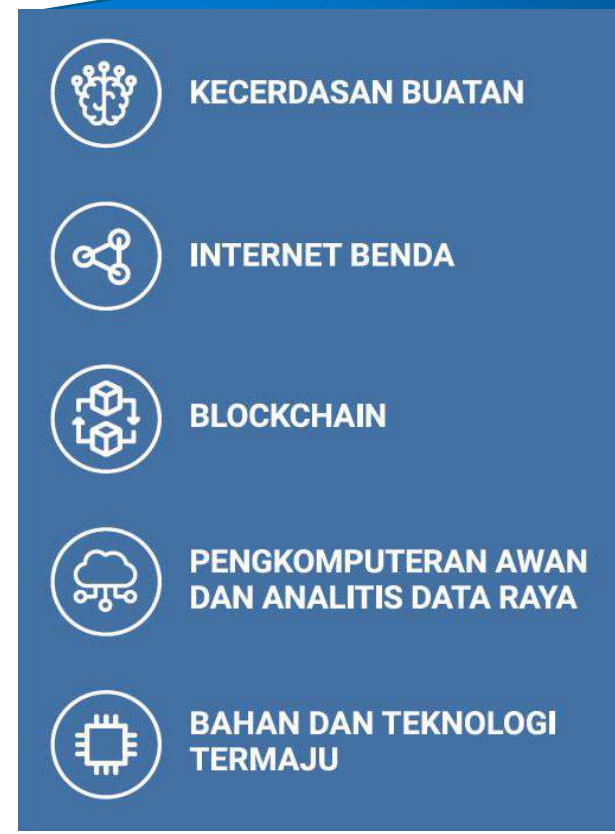 KECERDASAN BUATAN
INTERNET BENDA
BLOCKCHAIN
PENGKOMPUTERAN AWAN
DAN ANALITIS DATA RAYA
BAHAN DAN TEKNOLOGI
TERMAJU